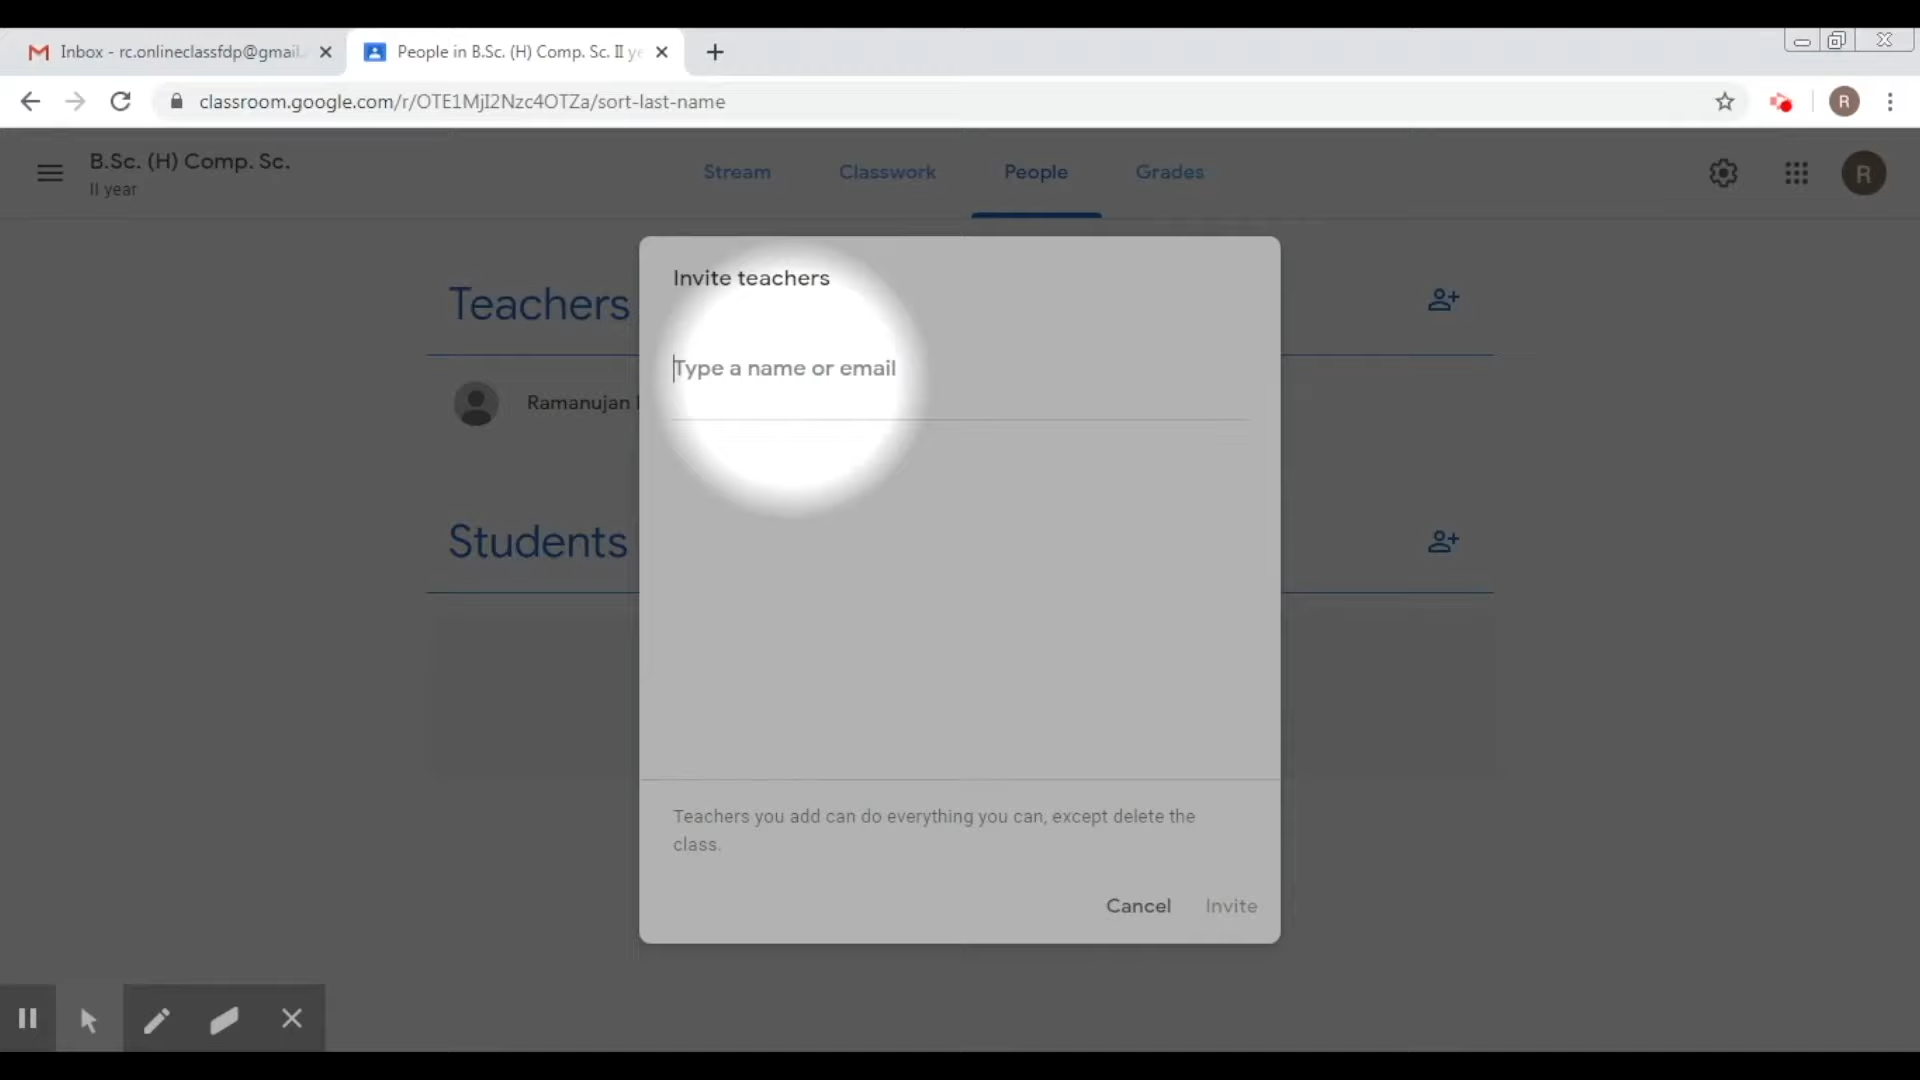 Inbox - rc.onlineclassfdp@gmail.
People in B.Sc. (H) Comp. Sc. II ye
classroom.google.com/r/OTE1MjI2Nzc4OTZa/sort-last-name
R
B.Sc. (H) Comp. Sc.
II year
Stream
Classwork
People
Grades
R
Invite teachers
Teachers
Type a name or email
Ramanujan
Students
Teachers you add can do everything you can, except delete the
class.
Cancel
Invite